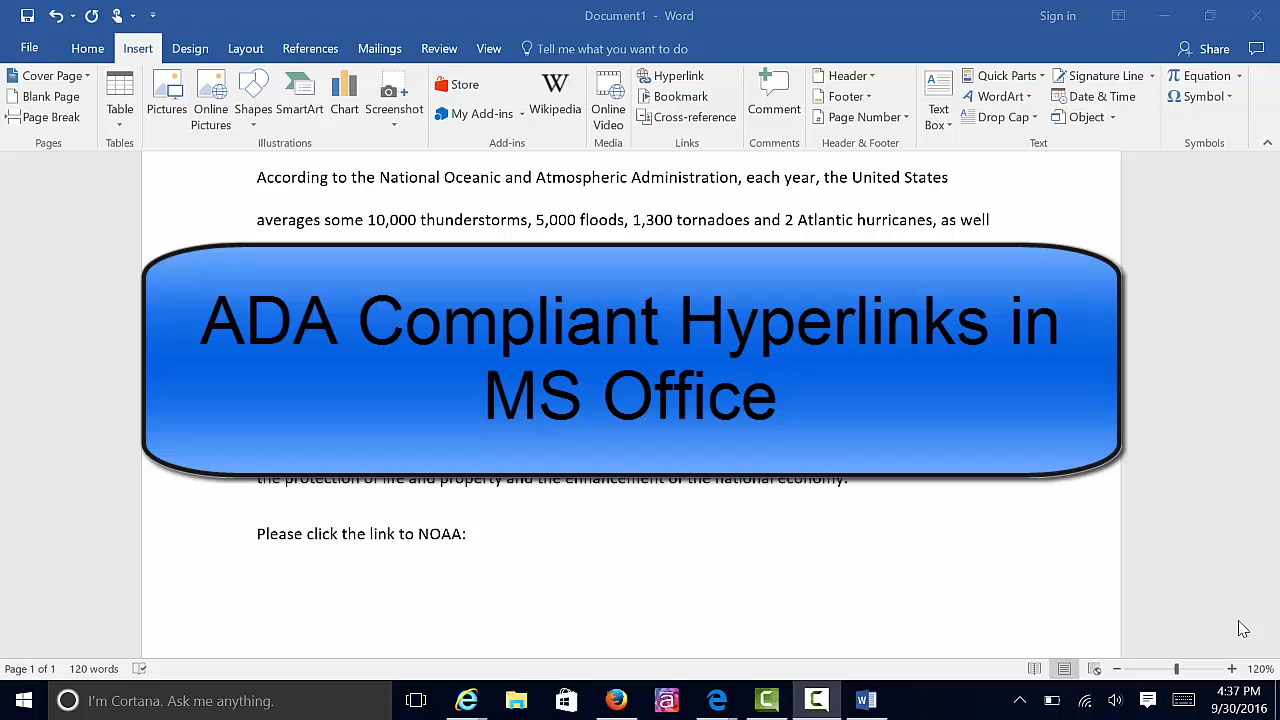 Document1 - Word
Sign in
File Home Insert Design Layout References Mailings Review View Tell me what you want to do Share
Cover Page
Blank Page
Page Break
Pages
Table
Tables
Pictures
Online Pictures
Shapes
SmartArt
Chart
Screenshot
Illustrations
Store
My Add-ins
W
Wikipedia
Add-ins
Online Video
Media
Hyperlink
Bookmark
Cross-reference
Links
Comment
Comments
Header
Footer
Page Number
Header & Footer
Text Box
Quick Parts
WordArt
Drop Cap
Signature Line
Date & Time
Object
Text
Equation
Symbol
Symbols
According to the National Oceanic and Atmospheric Administration, each year, the United States
averages some 10,000 thunderstorms, 5,000 floods, 1,300 tornadoes and 2 Atlantic hurricanes, as well
ADA Compliant Hyperlinks in
MS Office
the protection of life and property and the enhancement of the national economy.
Please click the link to NOAA:
Page 1 of 1 120 words 120%
I'm Cortana. Ask me anything.
4:37 PM
9/30/2016